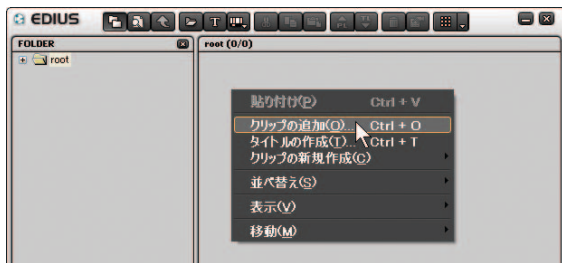 EDIUS
FOLDER
root (0/0)
root
貼り付け(P) Ctrl + V
クリップの追加(O)... Ctrl + O
タイトルの作成(T)... Ctrl + T
クリップの新規作成(C)
並べ替え(S)
表示(V)
移動(M)